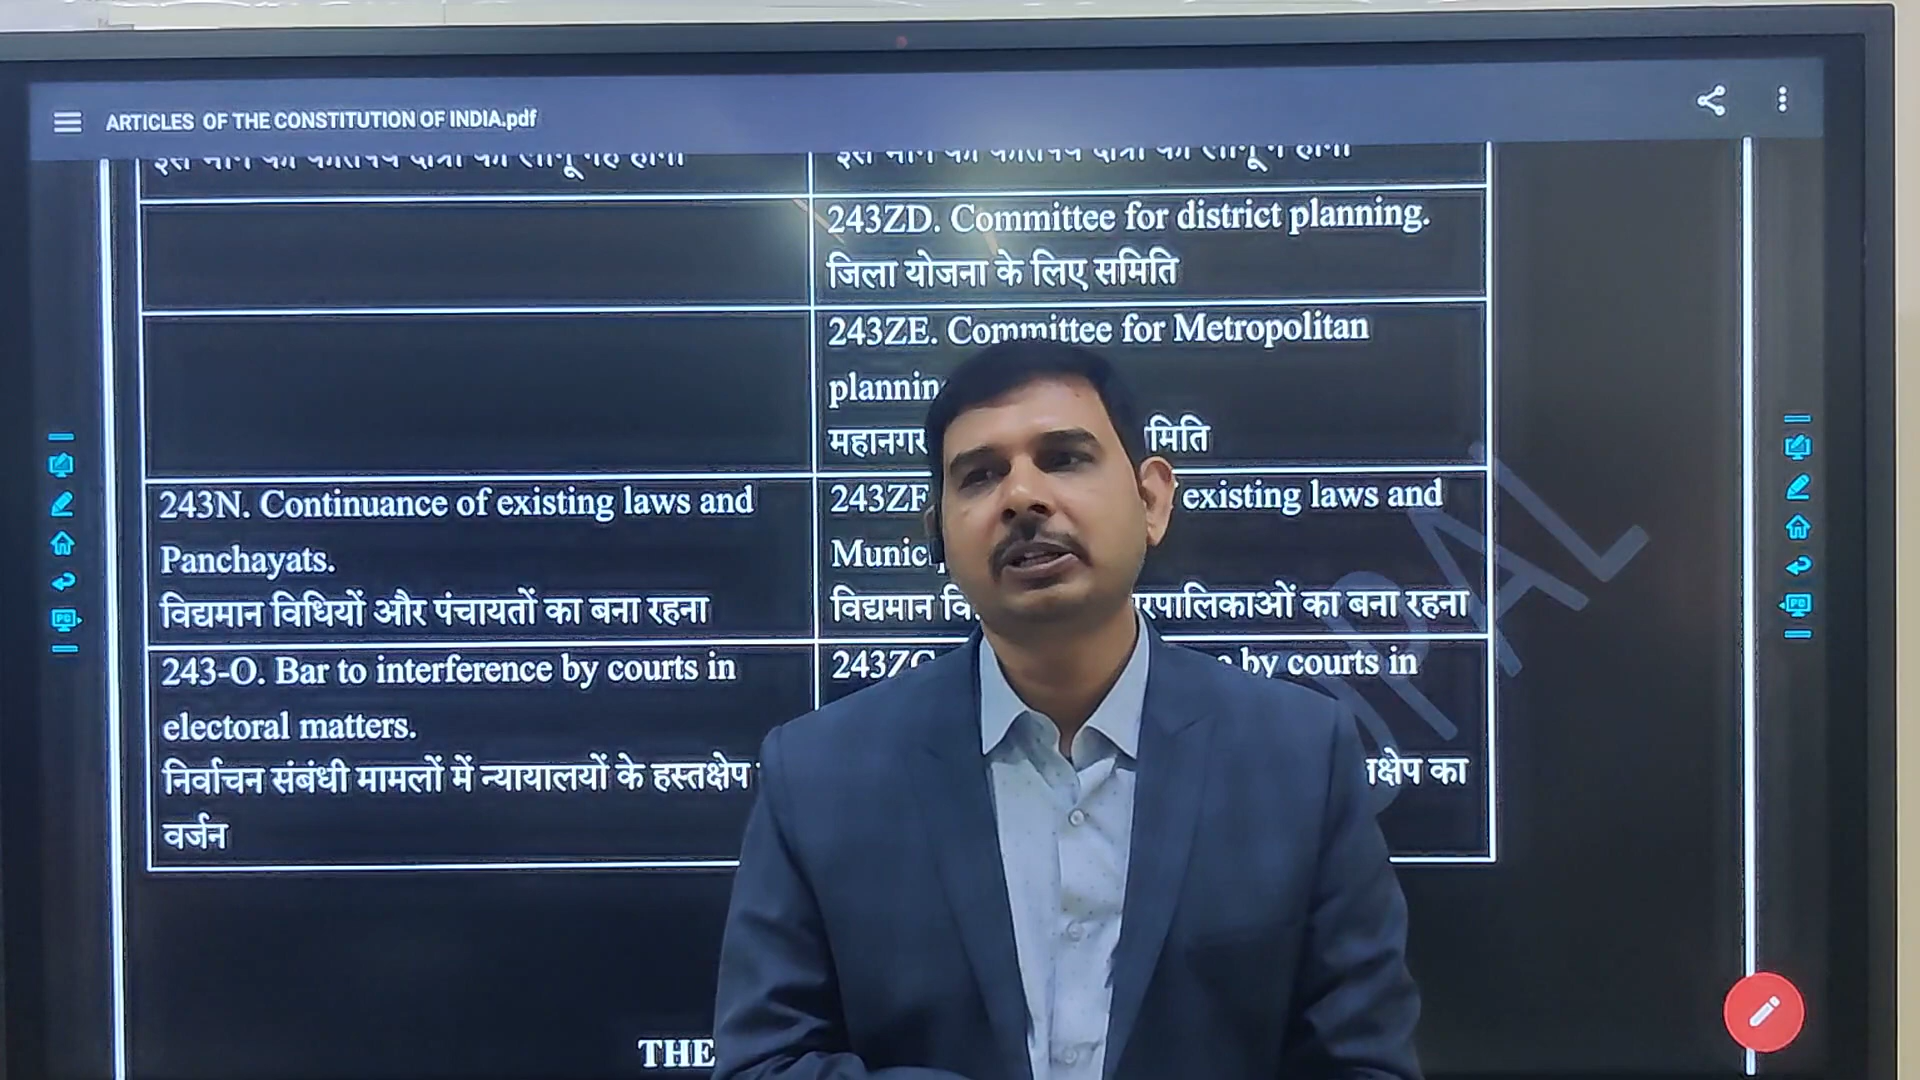 ARTICLES OF THE CONSTITUTION OF INDIA.pdf
243ZD. Committee for district planning.
जिला योजना के लिए समिति
243ZE. Committee for Metropolitan
plannin
महानगर मिति
243N. Continuance of existing laws and
Panchayats.
विद्यमान विधियों और पंचायतों का बना रहना
243ZF existing laws and
Munic
विद्यमान वि रपालिकाओं का बना रहना
243-O. Bar to interference by courts in
electoral matters.
निर्वाचन संबंधी मामलों में न्यायालयों के हस्तक्षेप
वर्जन
243ZG by courts in
क्षेप का
THE
PAL